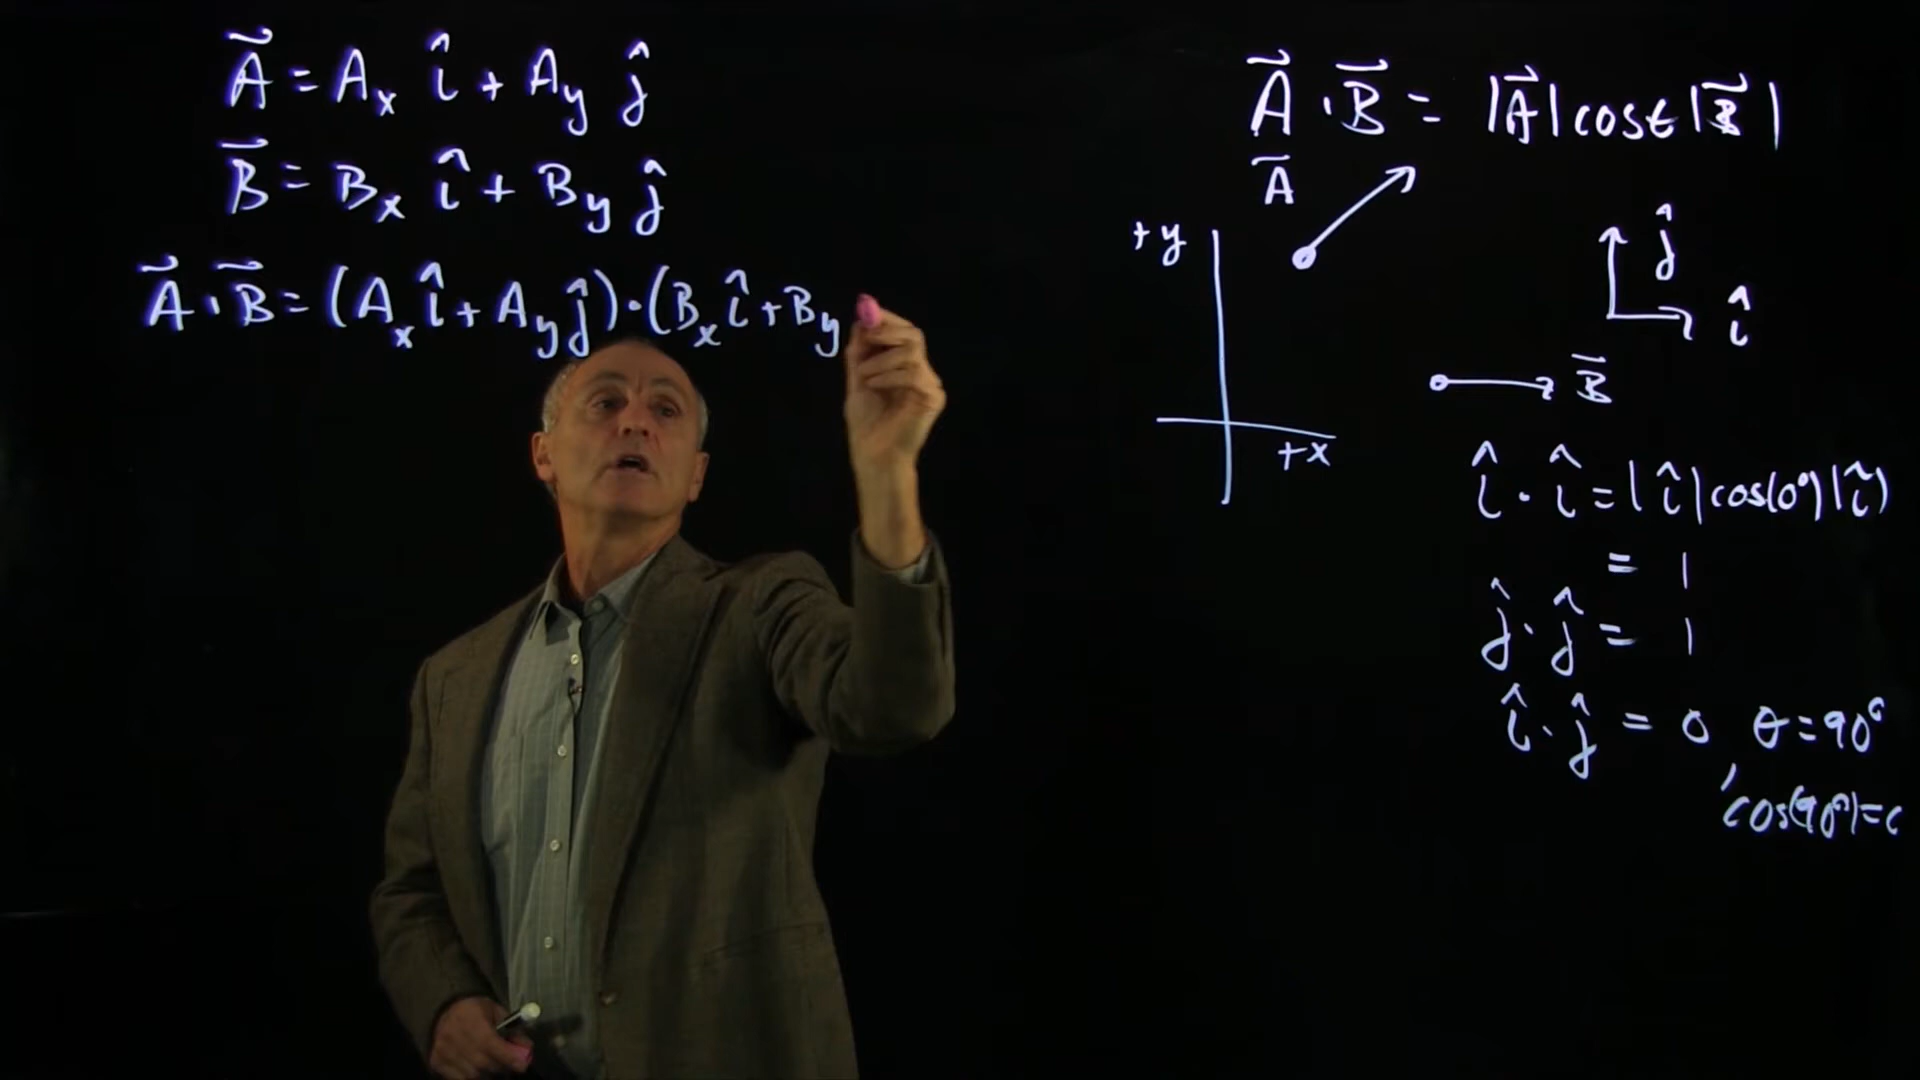 A⃗ = Aₓ î + A_y ĵ
B⃗ = Bₓ î + B_y ĵ
A⃗ · B⃗ = (Aₓ î + A_y ĵ) · (Bₓ î + B_y
A⃗ · B⃗ = |A⃗| cosθ |B⃗|
A⃗
+y
ĵ
î
B⃗
+x
î · î = |î| cos(0°) |î|
= 1
ĵ · ĵ = 1
î · ĵ = 0, θ = 90°
cos(90°) = 0